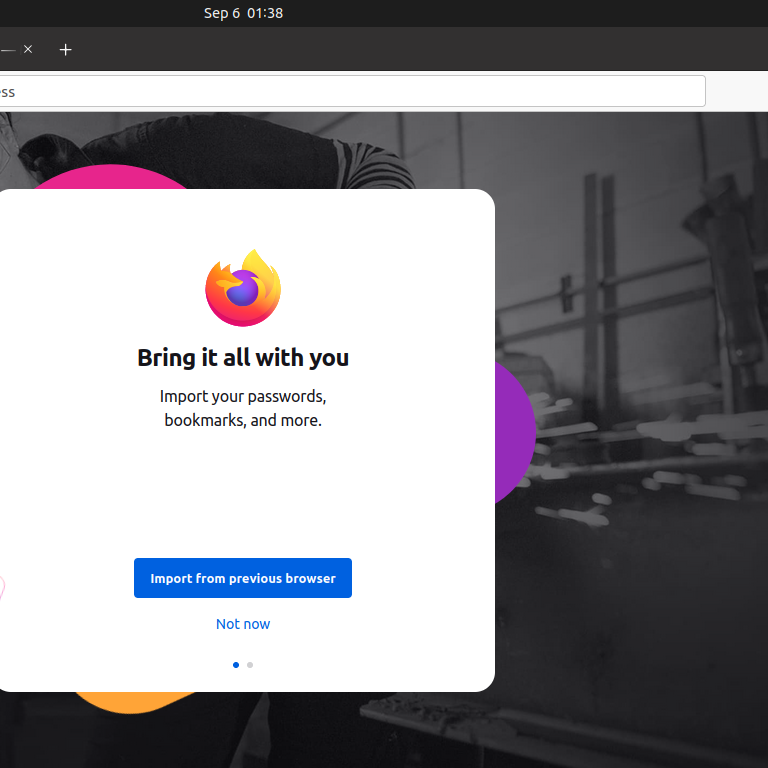 Sep 6 01:38
ss
Bring it all with you
Import your passwords,
bookmarks, and more.
Import from previous browser
Not now